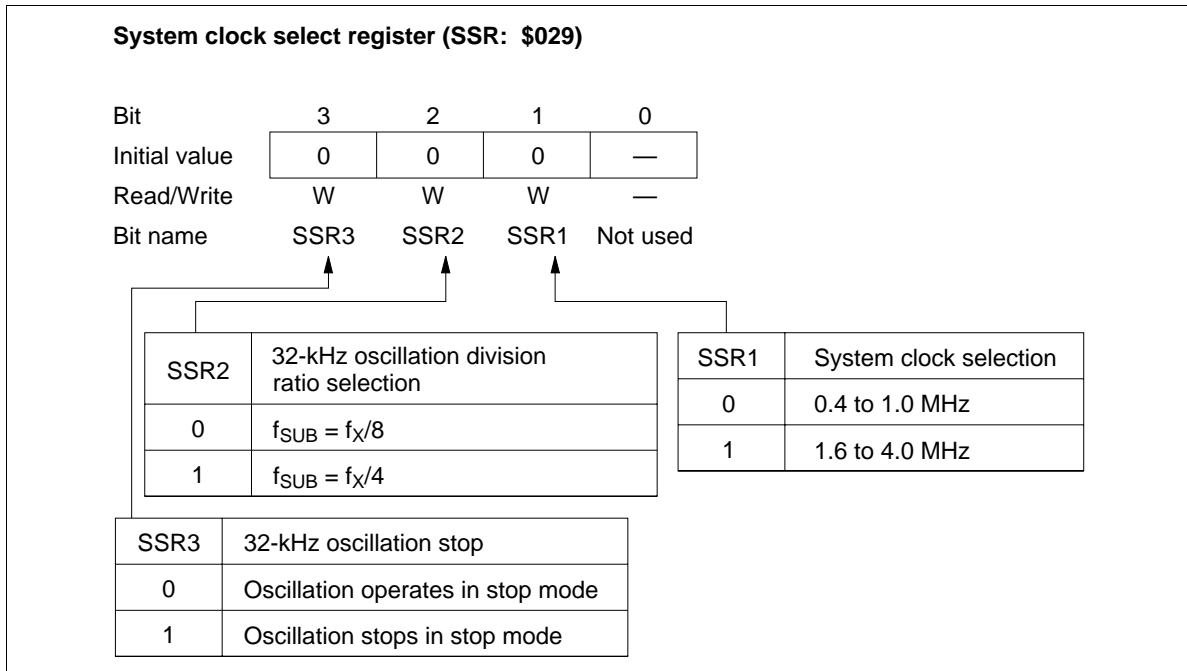 System clock select register (SSR: $029)
Bit 3 2 1 0
Initial value 0 0 0 —
Read/Write W W W —
Bit name SSR3 SSR2 SSR1 Not used
SSR2 32-kHz oscillation division
ratio selection
0 fSUB = fX/8
1 fSUB = fX/4
SSR1 System clock selection
0 0.4 to 1.0 MHz
1 1.6 to 4.0 MHz
SSR3 32-kHz oscillation stop
0 Oscillation operates in stop mode
1 Oscillation stops in stop mode